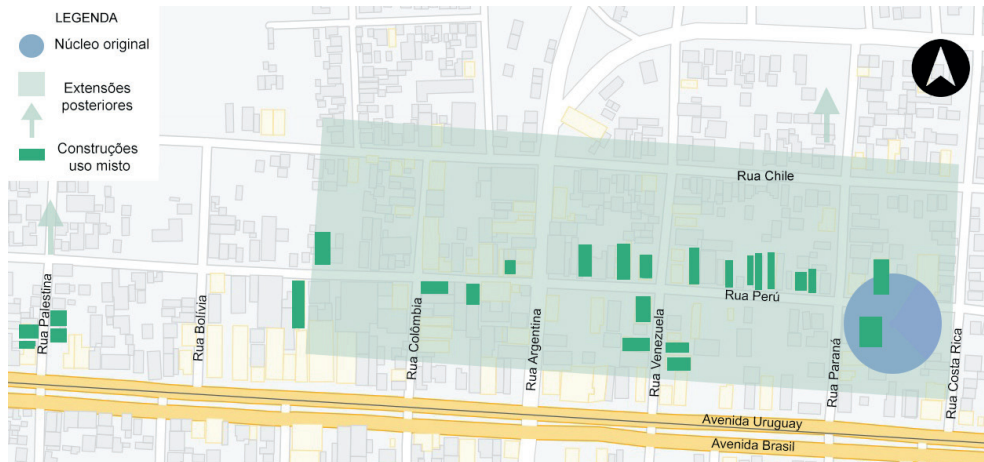 LEGENDA
Núcleo original
Extensões
posteriores
Construções
uso misto
Rua Chile
Rua Perú
Rua Palestina
Rua Bolívia
Rua Colômbia
Rua Argentina
Rua Venezuela
Rua Paraná
Rua Costa Rica
Avenida Uruguay
Avenida Brasil